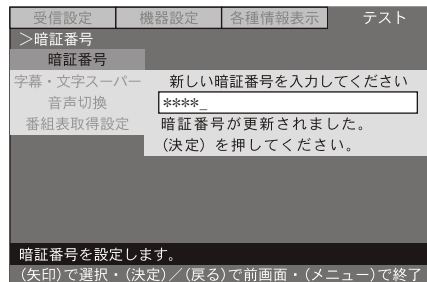 受信設定 機器設定 各種情報表示 テスト
＞暗証番号
暗証番号
字幕・文字スーパー
音声切換
番組表取得設定
新しい暗証番号を入力してください
****_
暗証番号が更新されました。
(決定) を押してください。
暗証番号を設定します。
(矢印)で選択・(決定)／(戻る)で前画面・(メニュー)で終了